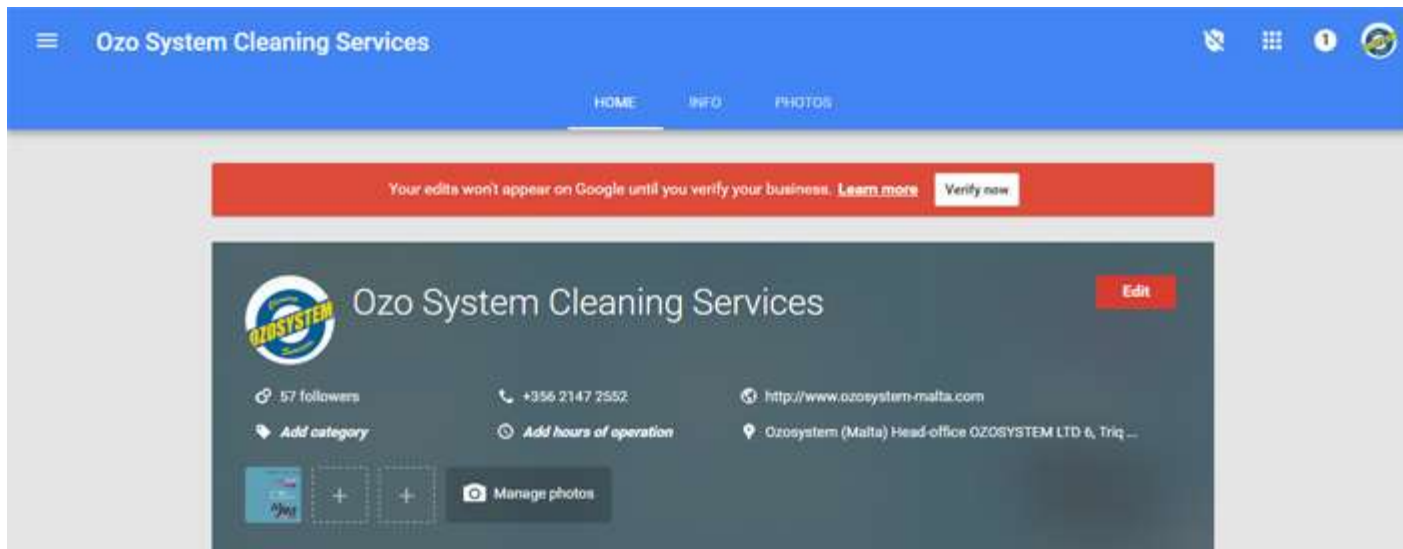 Ozo System Cleaning Services
1
HOME INFO PHOTOS
Your edits won't appear on Google until you verify your business. Learn more Verify now
OZOSYSTEM
Ozo System Cleaning Services
Edit
57 followers +356 2147 2552 http://www.ozosystem-malta.com
Add category Add hours of operation Ozosystem (Malta) Head-office OZOSYSTEM LTD 6, Triq ...
Manage photos